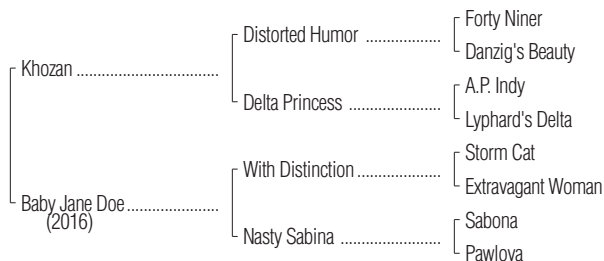 Forty Niner
Distorted Humor ....................
Danzig's Beauty
Khozan .......................................
A.P. Indy
Delta Princess .........................
Lyphard's Delta
Storm Cat
With Distinction ......................
Extravagant Woman
Baby Jane Doe .........................
(2016)
Sabona
Nasty Sabina ...........................
Pawlova